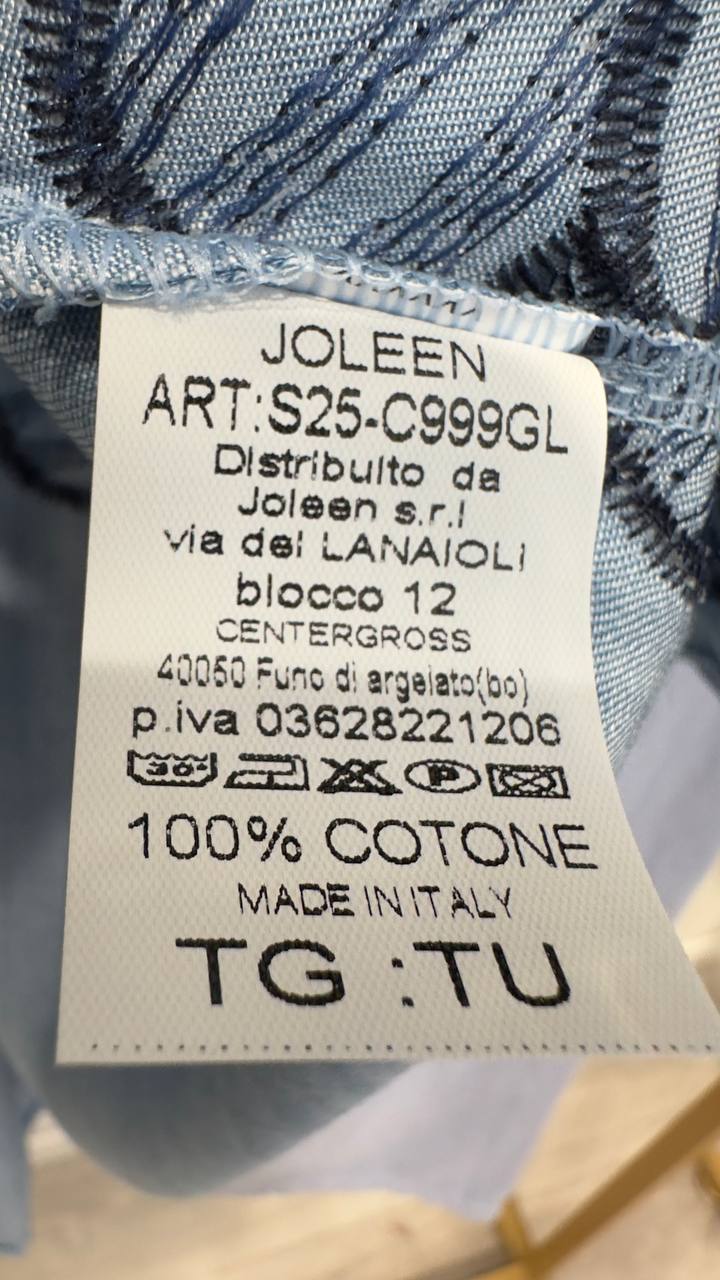 JOLEEN
ART:S25-C999GL
Distribuito da
Joleen s.r.l
via dei LANAIOLI
blocco 12
CENTERGROSS
40050 Funo di argelato(bo)
p.iva 03628221206
30°
P
100% COTONE
MADE IN ITALY
TG :TU